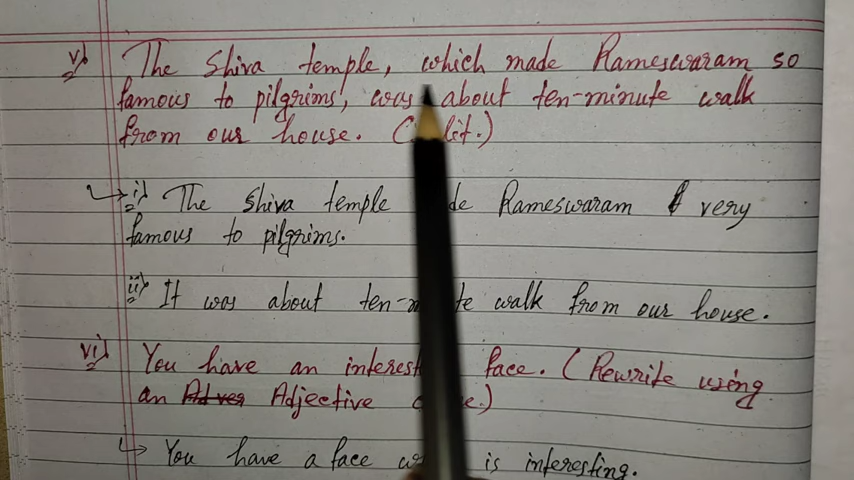 v) The Shiva temple, which made Rameswaram so
famous to pilgrims, was about ten-minute walk
from our house. (lit.)
i) The Shiva temple de Rameswaram very
famous to pilgrims.
ii) It was about ten- te walk from our house.
vi) You have an interest face. (Rewrite using
an Adjective e.)
You have a face is interesting.